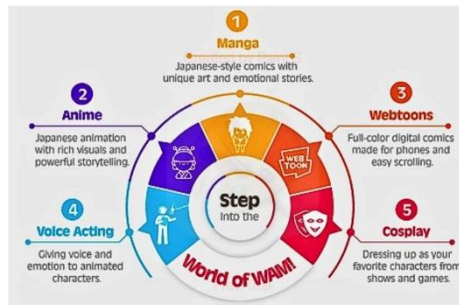 1
Manga
Japanese-style comics with
unique art and emotional stories.
2
Anime
Japanese animation
with rich visuals and
powerful storytelling.
3
Webtoons
Full-color digital comics
made for phones and
easy scrolling.
WEB
TOON
4
Voice Acting
Giving voice and
emotion to animated
characters.
5
Cosplay
Dressing up as your
favorite characters from
shows and games.
Step
Into the
World of WAM!